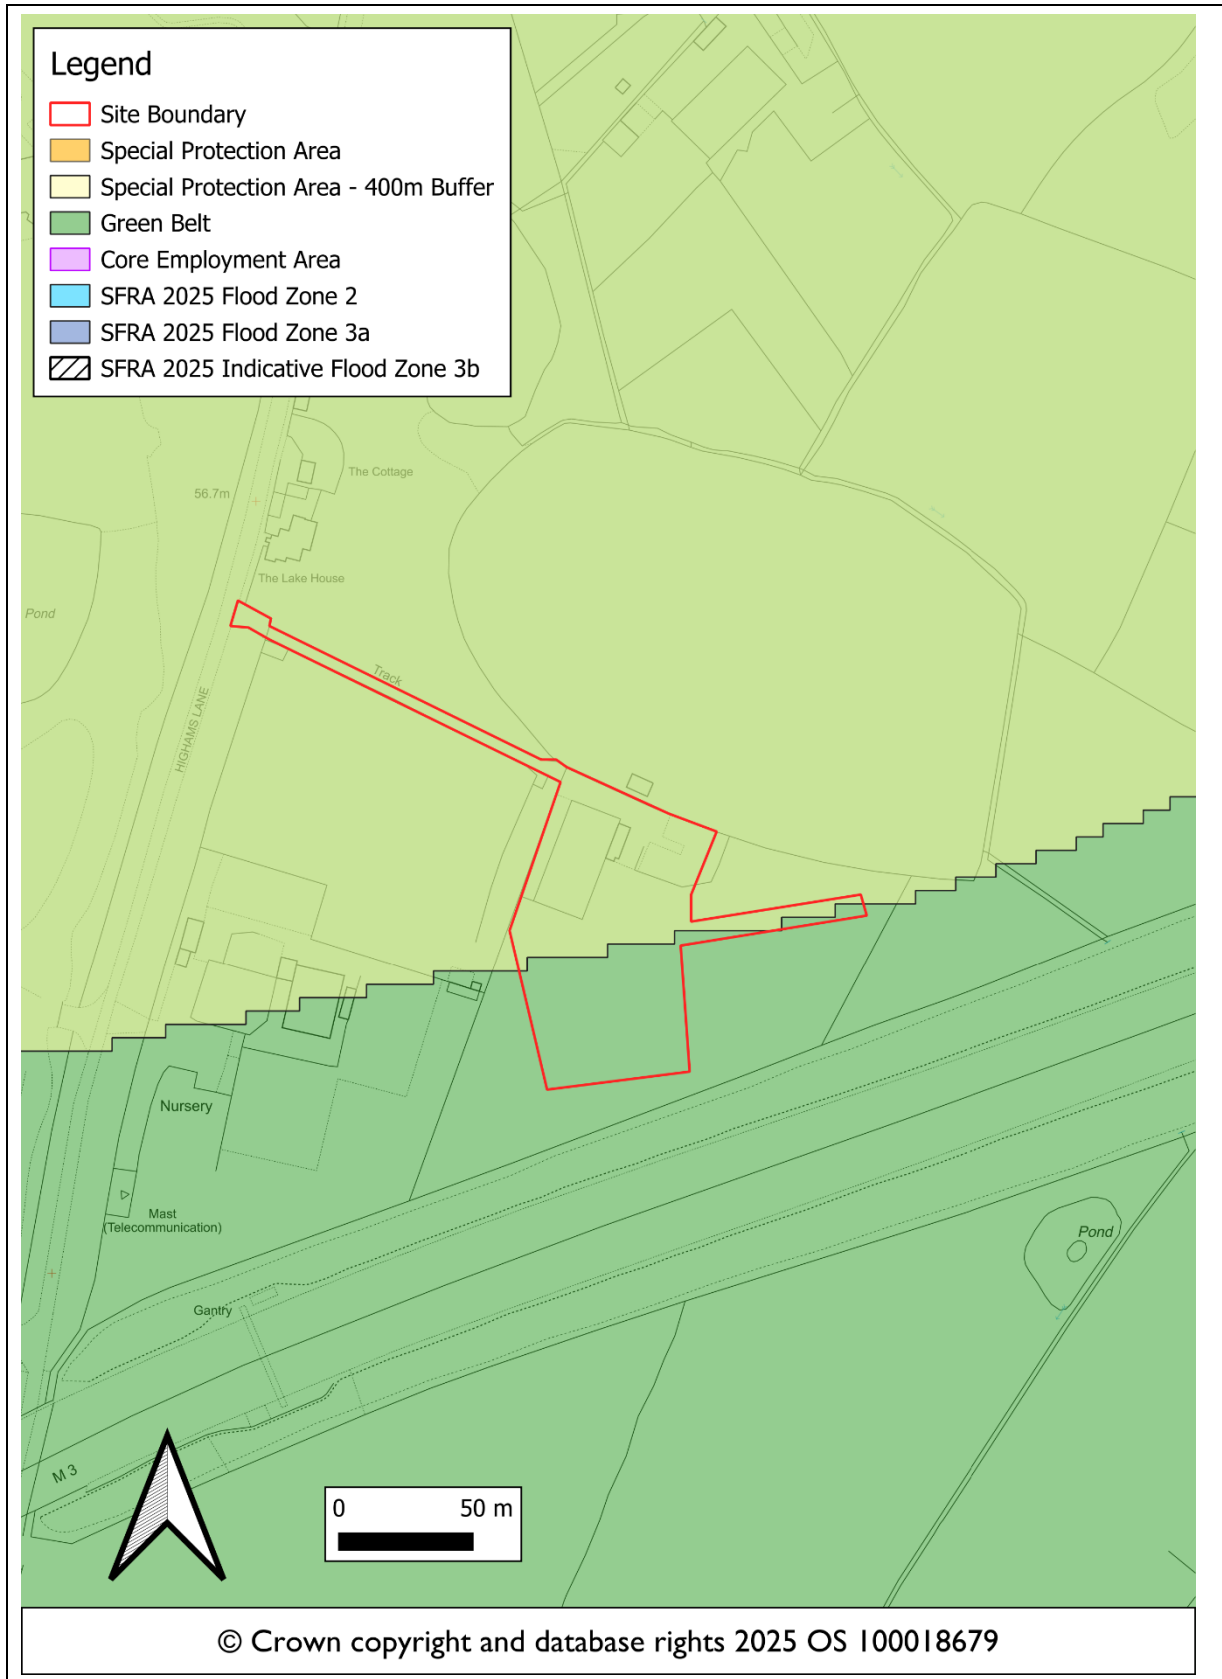 Legend
Site Boundary
Special Protection Area
Special Protection Area - 400m Buffer
Green Belt
Core Employment Area
SFRA 2025 Flood Zone 2
SFRA 2025 Flood Zone 3a
SFRA 2025 Indicative Flood Zone 3b
The Cottage
56.7m
The Lake House
Pond
Track
HIGHAMS LANE
Nursery
Mast
(Telecommunication)
Pond
Gantry
M 3
0 50 m
© Crown copyright and database rights 2025 OS 100018679